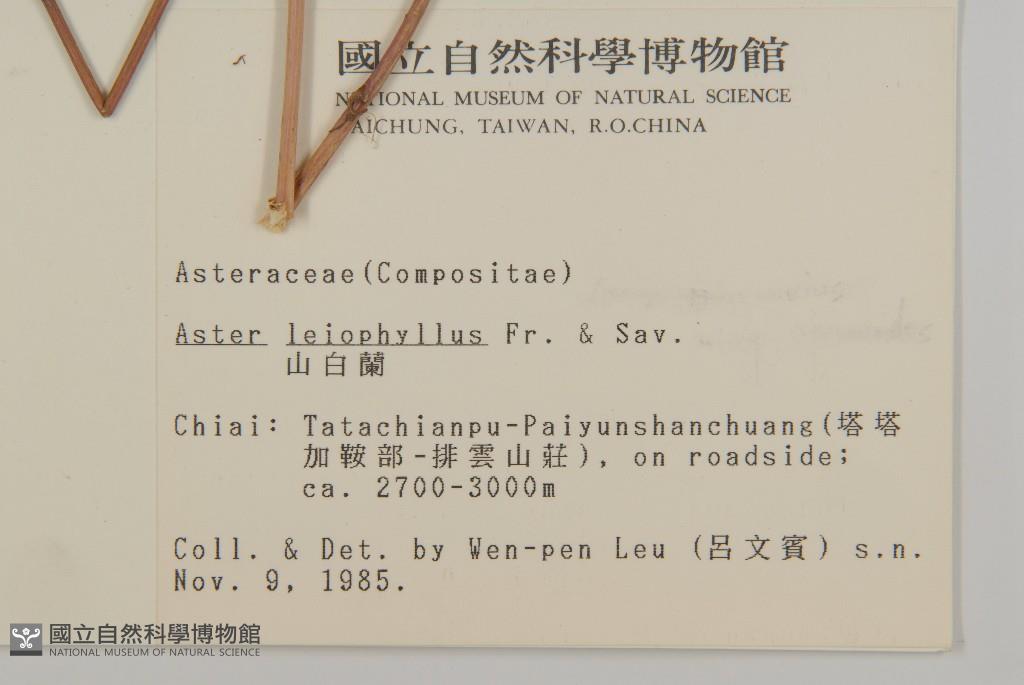 國立自然科學博物館
NATIONAL MUSEUM OF NATURAL SCIENCE
TAICHUNG, TAIWAN, R.O.CHINA
Asteraceae(Compositae)
Aster leiophyllus Fr. & Sav.
山白蘭
Chiai: Tatachianpu-Paiyunshanchuang(塔塔
加鞍部-排雲山莊), on roadside;
ca. 2700-3000m
Coll. & Det. by Wen-pen Leu (呂文賓) s.n.
Nov. 9, 1985.
國立自然科學博物館
NATIONAL MUSEUM OF NATURAL SCIENCE